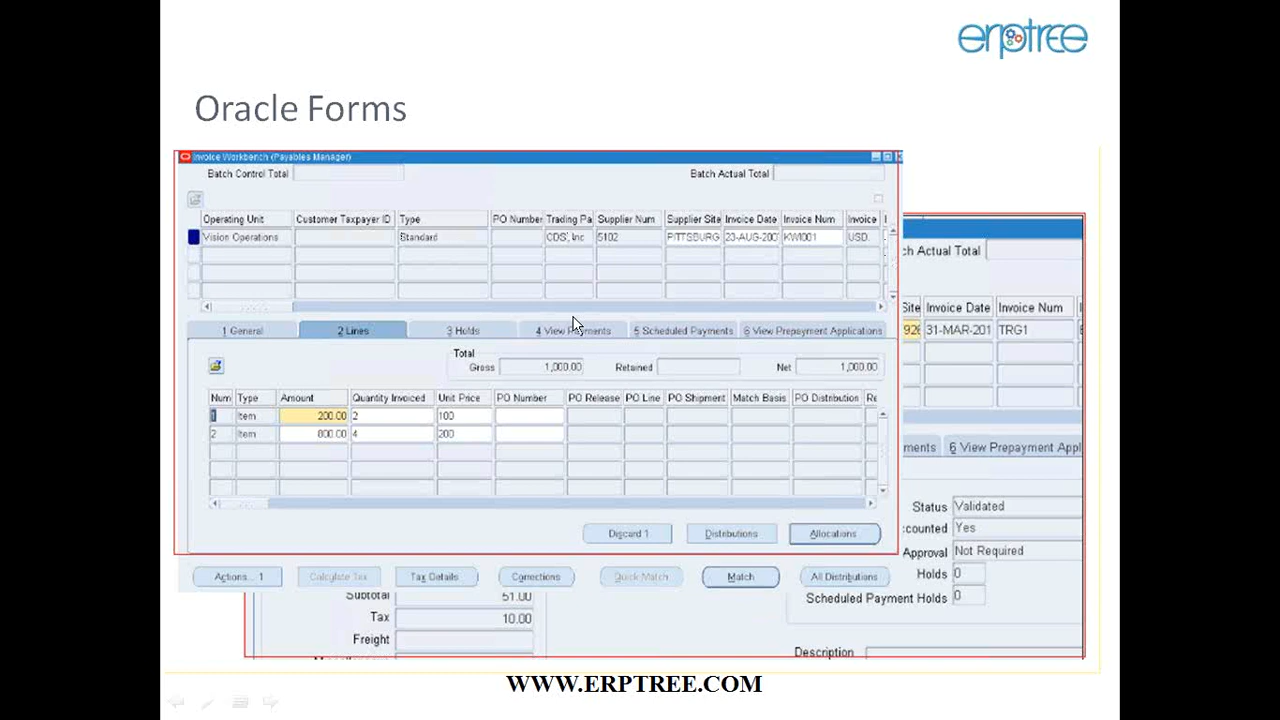 erptree
Oracle Forms
Invoice Workbench (Payables Manager)
Batch Control Total
Batch Actual Total
Operating Unit Customer Taxpayer ID Type PO Number Trading Pa Supplier Num Supplier Site Invoice Date Invoice Num Invoice
Vision Operations Standard CDS, Inc 5102 PITTSBURG 23-AUG-200 KWI001 USD
1 General 2 Lines 3 Holds 4 View Payments 5 Scheduled Payments 6 View Prepayment Applications
Total
Gross 1,000.00 Retained Net 1,000.00
Num Type Amount Quantity Invoiced Unit Price PO Number PO Release PO Line PO Shipment Match Basis PO Distribution Re
1 Item 200.00 2 100
2 Item 800.00 4 200
Discard 1 Distributions Allocations
Actions... 1 Calculate Tax Tax Details Corrections Quick Match Match All Distributions
ch Actual Total
Site Invoice Date Invoice Num
926 31-MAR-201 TRG1
ments 6 View Prepayment Appl
Status Validated
counted Yes
Approval Not Required
Holds 0
Scheduled Payment Holds 0
Subtotal 51.00
Tax 10.00
Freight
Description
WWW.ERPTREE.COM